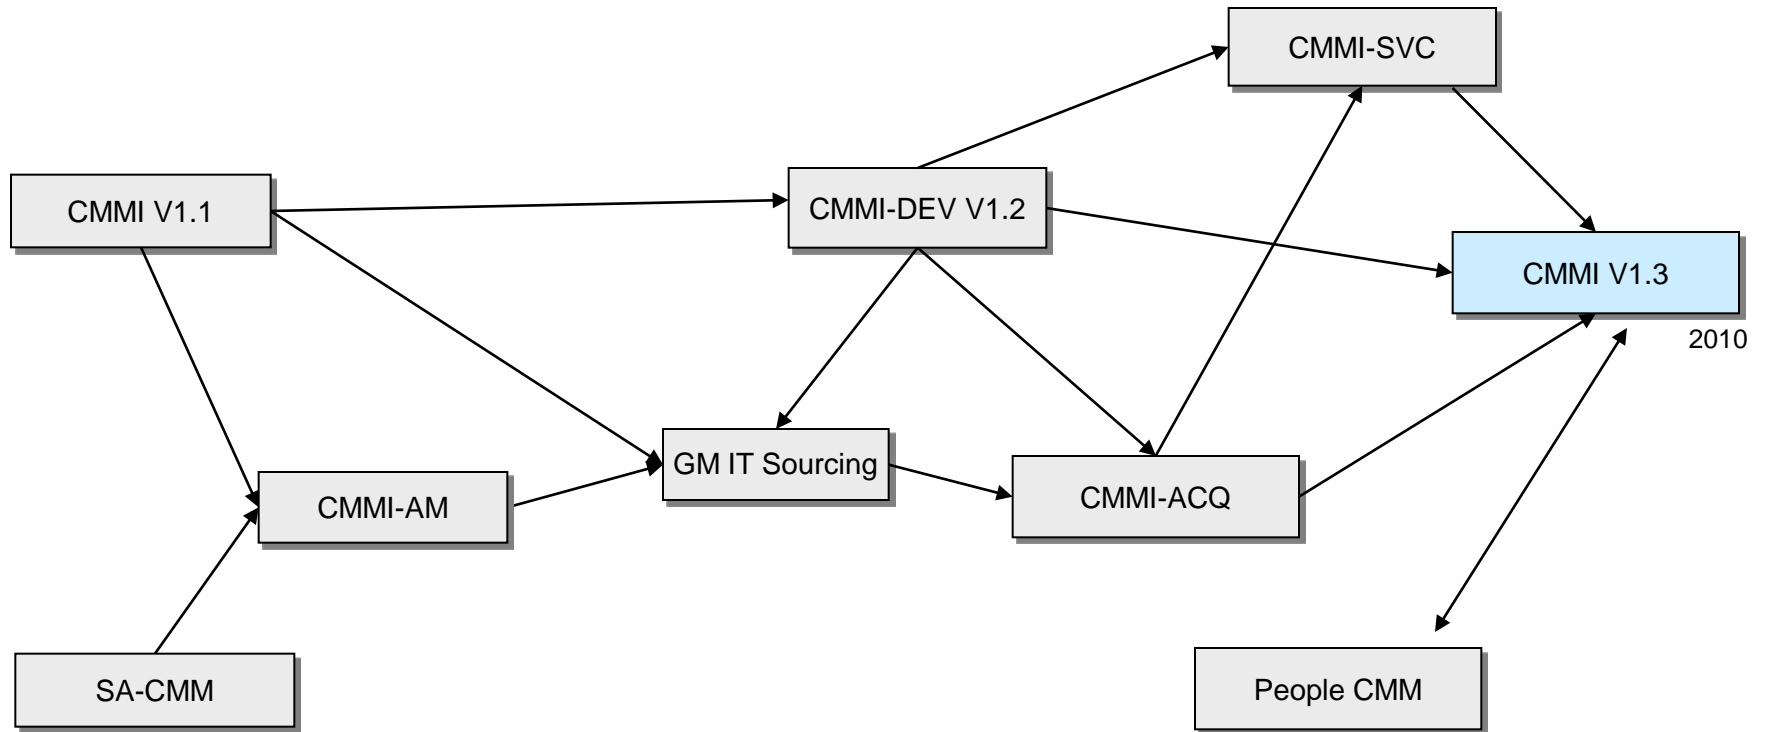 CMMI-SVC
CMMI V1.1
CMMI-DEV V1.2
CMMI V1.3
2010
GM IT Sourcing
CMMI-AM
CMMI-ACQ
SA-CMM
People CMM